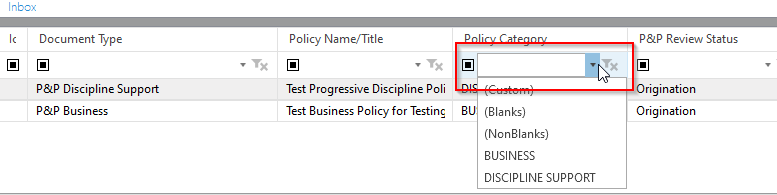 Inbox
Ic Document Type Policy Name/Title Policy Category P&P Review Status
P&P Discipline Support Test Progressive Discipline Poli DIS Origination
P&P Business Test Business Policy for Testing BUS Origination
(Custom)
(Blanks)
(NonBlanks)
BUSINESS
DISCIPLINE SUPPORT